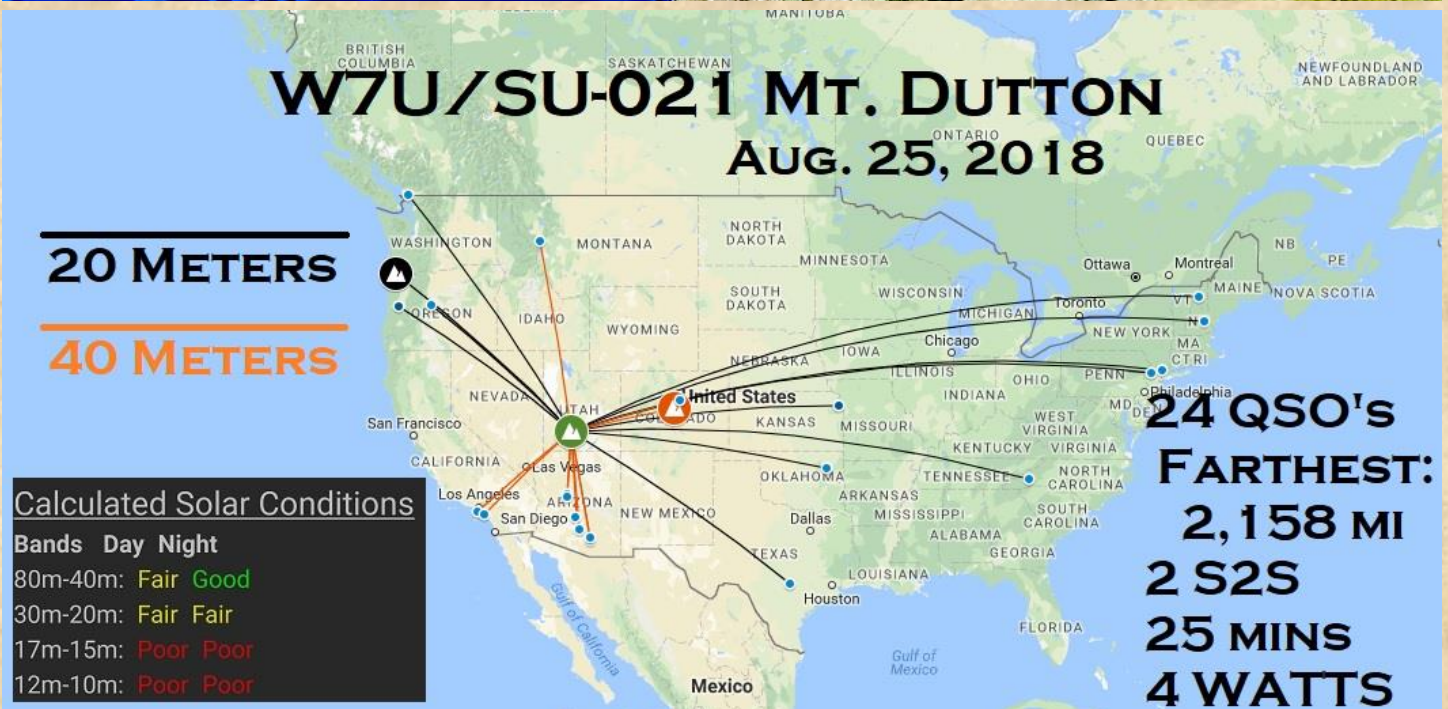 MANITOBA
BRITISH
COLUMBIA
SASKATCHEWAN
NEWFOUNDLAND
AND LABRADOR
W7U/SU-021 MT. DUTTON
ONTARIO
QUEBEC
AUG. 25, 2018
20 METERS
40 METERS
WASHINGTON
MONTANA
NORTH
DAKOTA
MINNESOTA
Ottawa
Montreal
NB
PE
MAINE
NOVA SCOTIA
OREGON
IDAHO
SOUTH
DAKOTA
WISCONSIN
MICHIGAN
Toronto
VT
WYOMING
NEW YORK
N
MA
CT RI
Chicago
IOWA
NEBRASKA
ILLINOIS
OHIO
PENN
INDIANA
Philadelphia
MD
DE
NEVADA
UTAH
United States
COLORADO
KANSAS
MISSOURI
WEST
VIRGINIA
KENTUCKY
VIRGINIA
San Francisco
CALIFORNIA
Las Vegas
OKLAHOMA
TENNESSEE
NORTH
CAROLINA
Los Angeles
ARIZONA
NEW MEXICO
ARKANSAS
MISSISSIPPI
SOUTH
CAROLINA
San Diego
Dallas
ALABAMA
GEORGIA
TEXAS
LOUISIANA
Houston
FLORIDA
Gulf of California
Gulf of
Mexico
Mexico
24 QSO's
FARTHEST:
2,158 MI
2 S2S
25 MINS
4 WATTS
Calculated Solar Conditions
Bands Day Night
80m-40m: Fair Good
30m-20m: Fair Fair
17m-15m: Poor Poor
12m-10m: Poor Poor